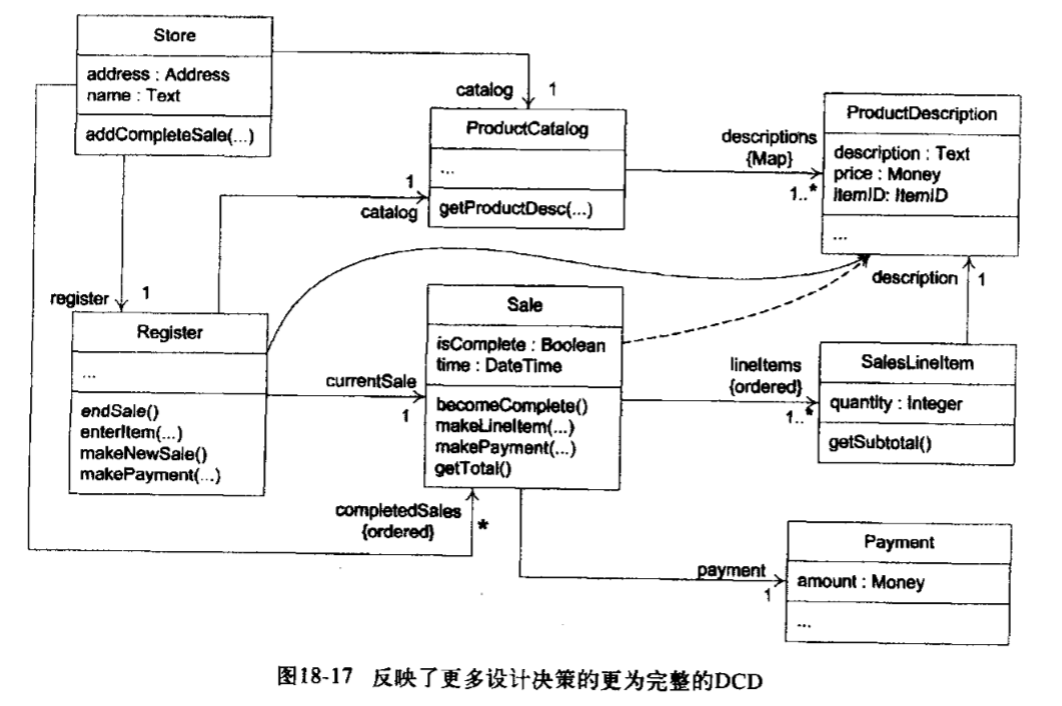 Store
address : Address
name : Text
addCompleteSale(...)
catalog 1
ProductCatalog
...
getProductDesc(...)
descriptions
{Map}
1..*
ProductDescription
description : Text
price : Money
itemID: ItemID
...
1
catalog
description 1
register 1
Register
...
endSale()
enterItem(...)
makeNewSale()
makePayment(...)
currentSale
1
Sale
isComplete : Boolean
time : DateTime
becomeComplete()
makeLineItem(...)
makePayment(...)
getTotal()
lineItems
{ordered}
1..*
SalesLineItem
quantity : Integer
getSubtotal()
completedSales
{ordered}
*
payment
1
Payment
amount : Money
...
图18-17 反映了更多设计决策的更为完整的DCD